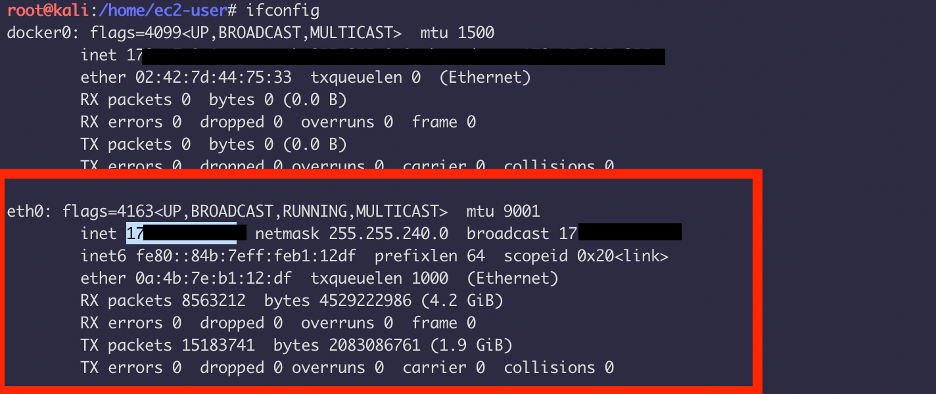 root@kali:/home/ec2-user# ifconfig
docker0: flags=4099<UP,BROADCAST,MULTICAST> mtu 1500
inet 17
ether 02:42:7d:44:75:33 txqueuelen 0 (Ethernet)
RX packets 0 bytes 0 (0.0 B)
RX errors 0 dropped 0 overruns 0 frame 0
TX packets 0 bytes 0 (0.0 B)
TX errors 0 dropped 0 overruns 0 carrier 0 collisions 0
eth0: flags=4163<UP,BROADCAST,RUNNING,MULTICAST> mtu 9001
inet 17 netmask 255.255.240.0 broadcast 17
inet6 fe80::84b:7eff:feb1:12df prefixlen 64 scopeid 0x20<link>
ether 0a:4b:7e:b1:12:df txqueuelen 1000 (Ethernet)
RX packets 8563212 bytes 4529222986 (4.2 GiB)
RX errors 0 dropped 0 overruns 0 frame 0
TX packets 15183741 bytes 2083086761 (1.9 GiB)
TX errors 0 dropped 0 overruns 0 carrier 0 collisions 0